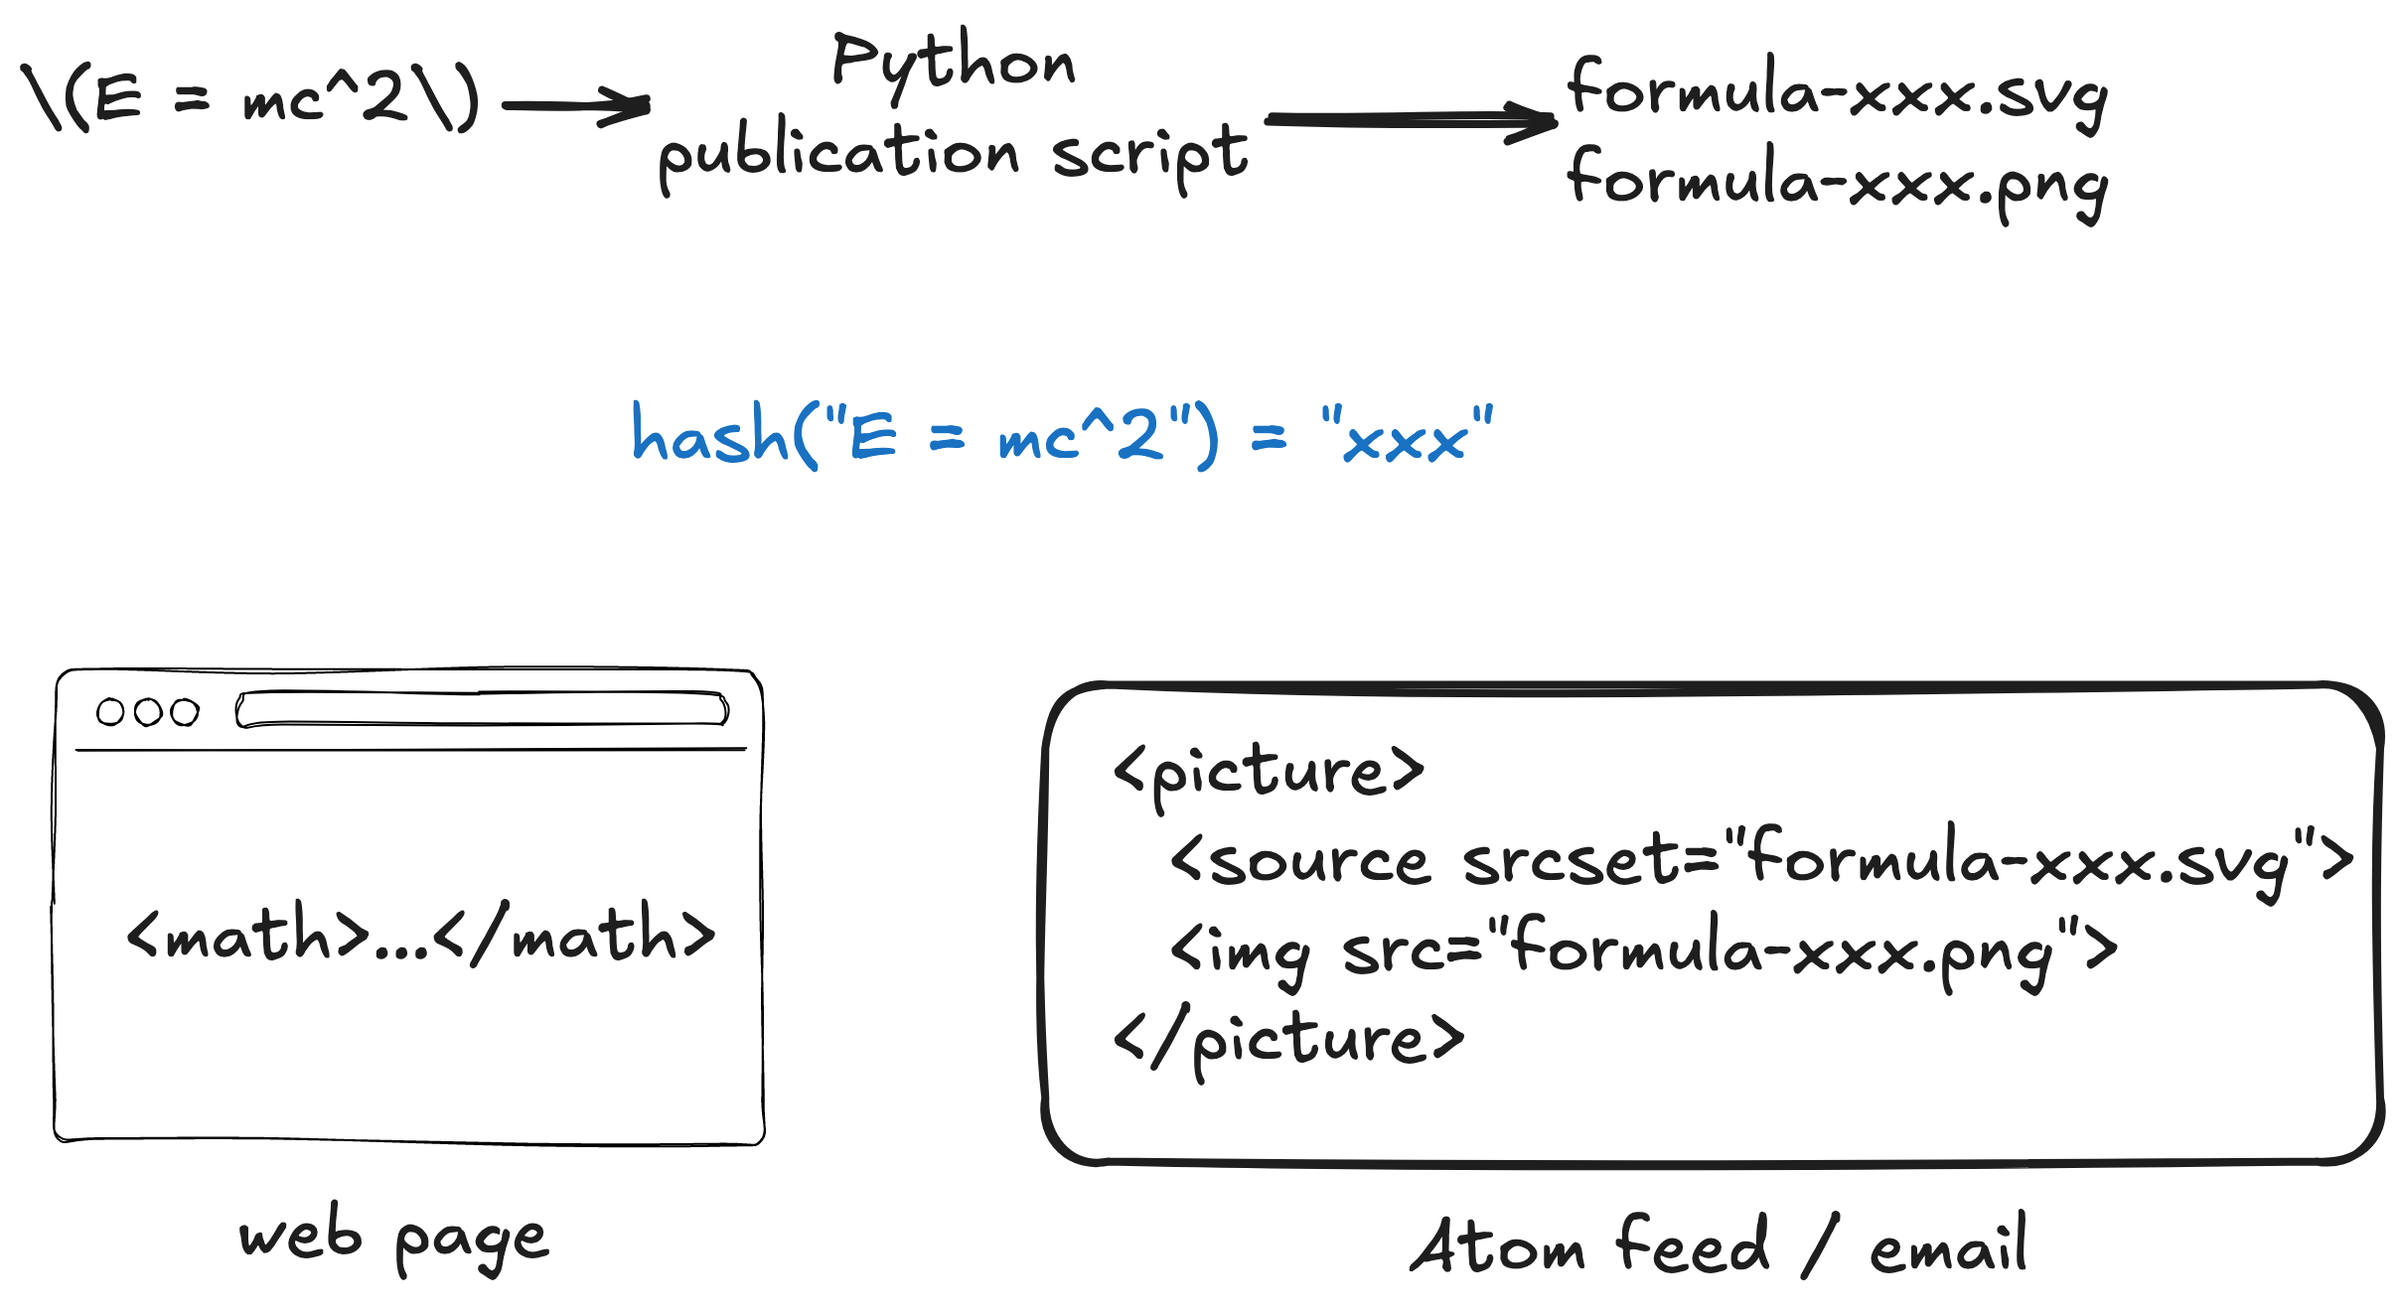 \(E = mc^2\)
Python
publication script
formula-xxx.svg
formula-xxx.png
hash("E = mc^2") = "xxx"
<math>...</math>
web page
<picture>
<source srcset="formula-xxx.svg">
<img src="formula-xxx.png">
</picture>
Atom feed / email